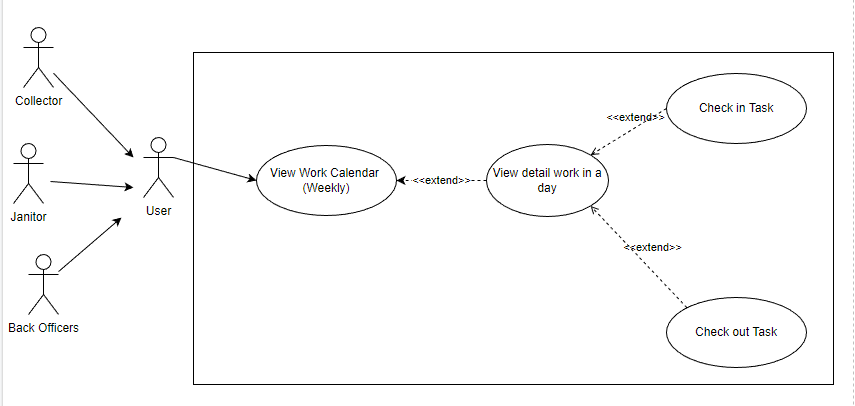 Collector
<<extend>>
Check in Task
View Work Calendar
(Weekly)
<<extend>>
View detail work in a
day
Janitor
User
<<extend>>
Back Officers
Check out Task